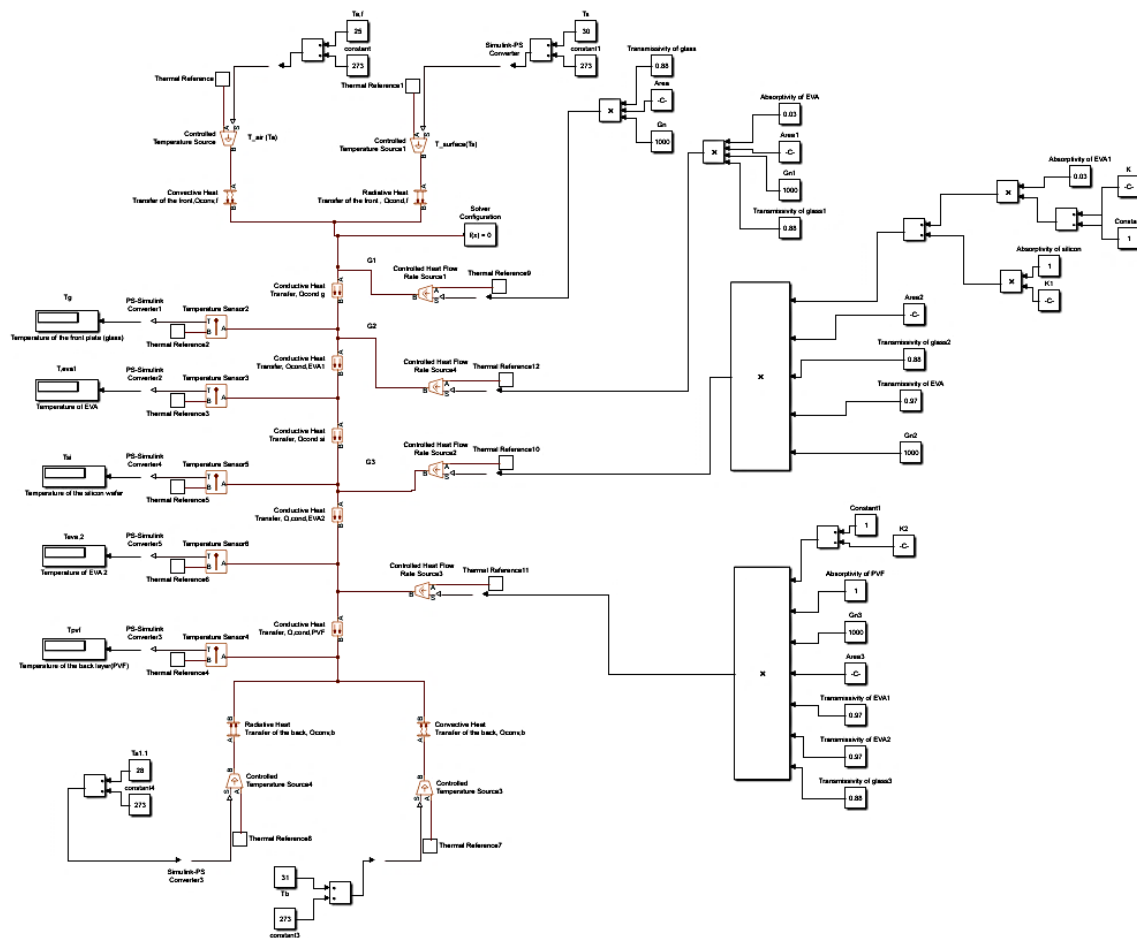 Ta,f
25
constant
273
Ts
30
constant1
273
Simulink-PS
Converter
Thermal Reference
Thermal Reference1
Controlled
Temperature Source
T_air (Ta)
Controlled
Temperature Source1
T_surface(Ts)
Convective Heat
Transfer of the front,Qconv,f
Radiative Heat
Transfer of the front , Qcond,f
Solver
Configuration
f(x) = 0
Transmissivity of glass
0.88
Area
-C-
Gn
1000
Absorptivity of EVA
0.03
Area1
-C-
Gn1
1000
Transmissivity of glass1
0.88
Absorptivity of EVA1
0.03
K
-C-
1
Absorptivity of silicon
1
K1
-C-
G1
Controlled Heat Flow
Rate Source1
Thermal Reference9
Conductive Heat
Transfer, Qcond g
Tg
PS-Simulink
Converter1
Temperature Sensor2
Thermal Reference2
Temperature of the front plate (glass)
G2
Controlled Heat Flow
Rate Source4
Thermal Reference12
Conductive Heat
Transfer, Qcond,EVA1
T,eva1
PS-Simulink
Converter2
Temperature Sensor3
Thermal Reference3
Temperature of EVA
Area2
-C-
Transmissivity of glass2
0.88
Transmissivity of EVA
0.97
Gn2
1000
Conductive Heat
Transfer, Qcond si
G3
Controlled Heat Flow
Rate Source2
Thermal Reference10
Tsi
PS-Simulink
Converter4
Temperature Sensor5
Thermal Reference5
Temperature of the silicon wafer
Conductive Heat
Transfer, Q,cond,EVA2
Teva,2
PS-Simulink
Converter5
Temperature Sensor6
Thermal Reference6
Temperature of EVA 2
Controlled Heat Flow
Rate Source3
Thermal Reference11
Constant1
1
K2
-C-
Absorptivity of PVF
1
Gn3
1000
Area3
-C-
Transmissivity of EVA1
0.97
Transmissivity of EVA2
0.97
Transmissivity of glass3
0.88
Conductive Heat
Transfer, Q,cond,PVF
Tpvf
PS-Simulink
Converter3
Temperature Sensor4
Thermal Reference4
Temperature of the back layer(PVF)
Radiative Heat
Transfer of the back, Qconv,b
Convective Heat
Transfer of the back, Qconv,b
Ta1.1
28
constant4
273
Controlled
Temperature Source4
Controlled
Temperature Source3
Thermal Reference8
Thermal Reference7
Simulink-PS
Converter3
31
Tb
273
constant3